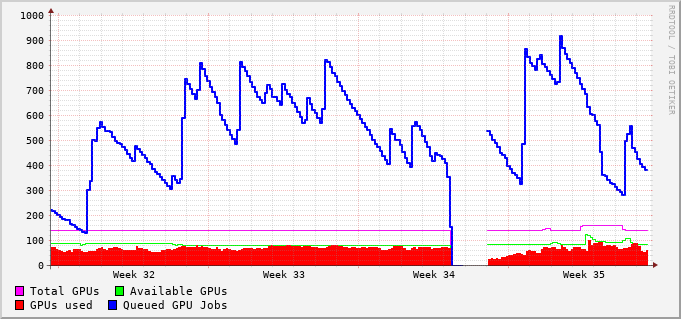 1000
900
800
700
600
500
400
300
200
100
0
Week 32 Week 33 Week 34 Week 35
Total GPUs Available GPUs
GPUs used Queued GPU Jobs
RRDTOOL / TOBI OETIKER